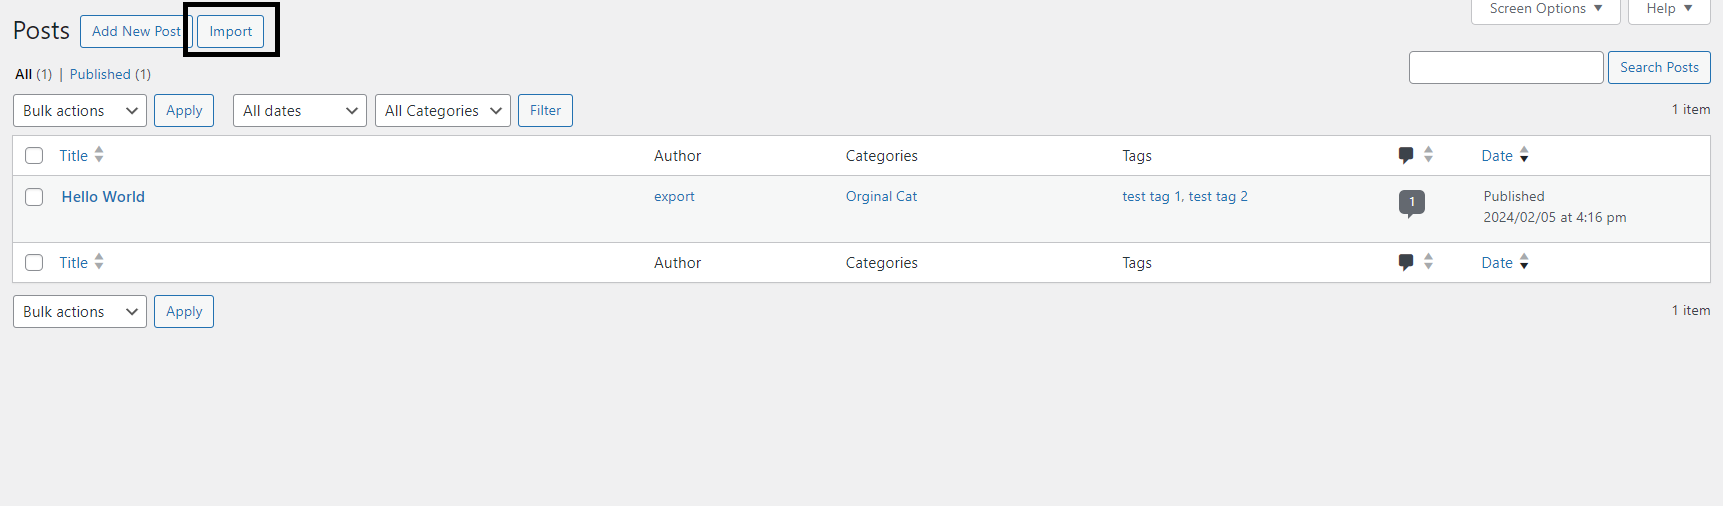 Screen Options Help
Posts Add New Post Import
All (1) | Published (1)
Search Posts
Bulk actions Apply All dates All Categories Filter 1 item
Title Author Categories Tags Date
Hello World export Orginal Cat test tag 1, test tag 2 1 Published
2024/02/05 at 4:16 pm
Title Author Categories Tags Date
Bulk actions Apply 1 item